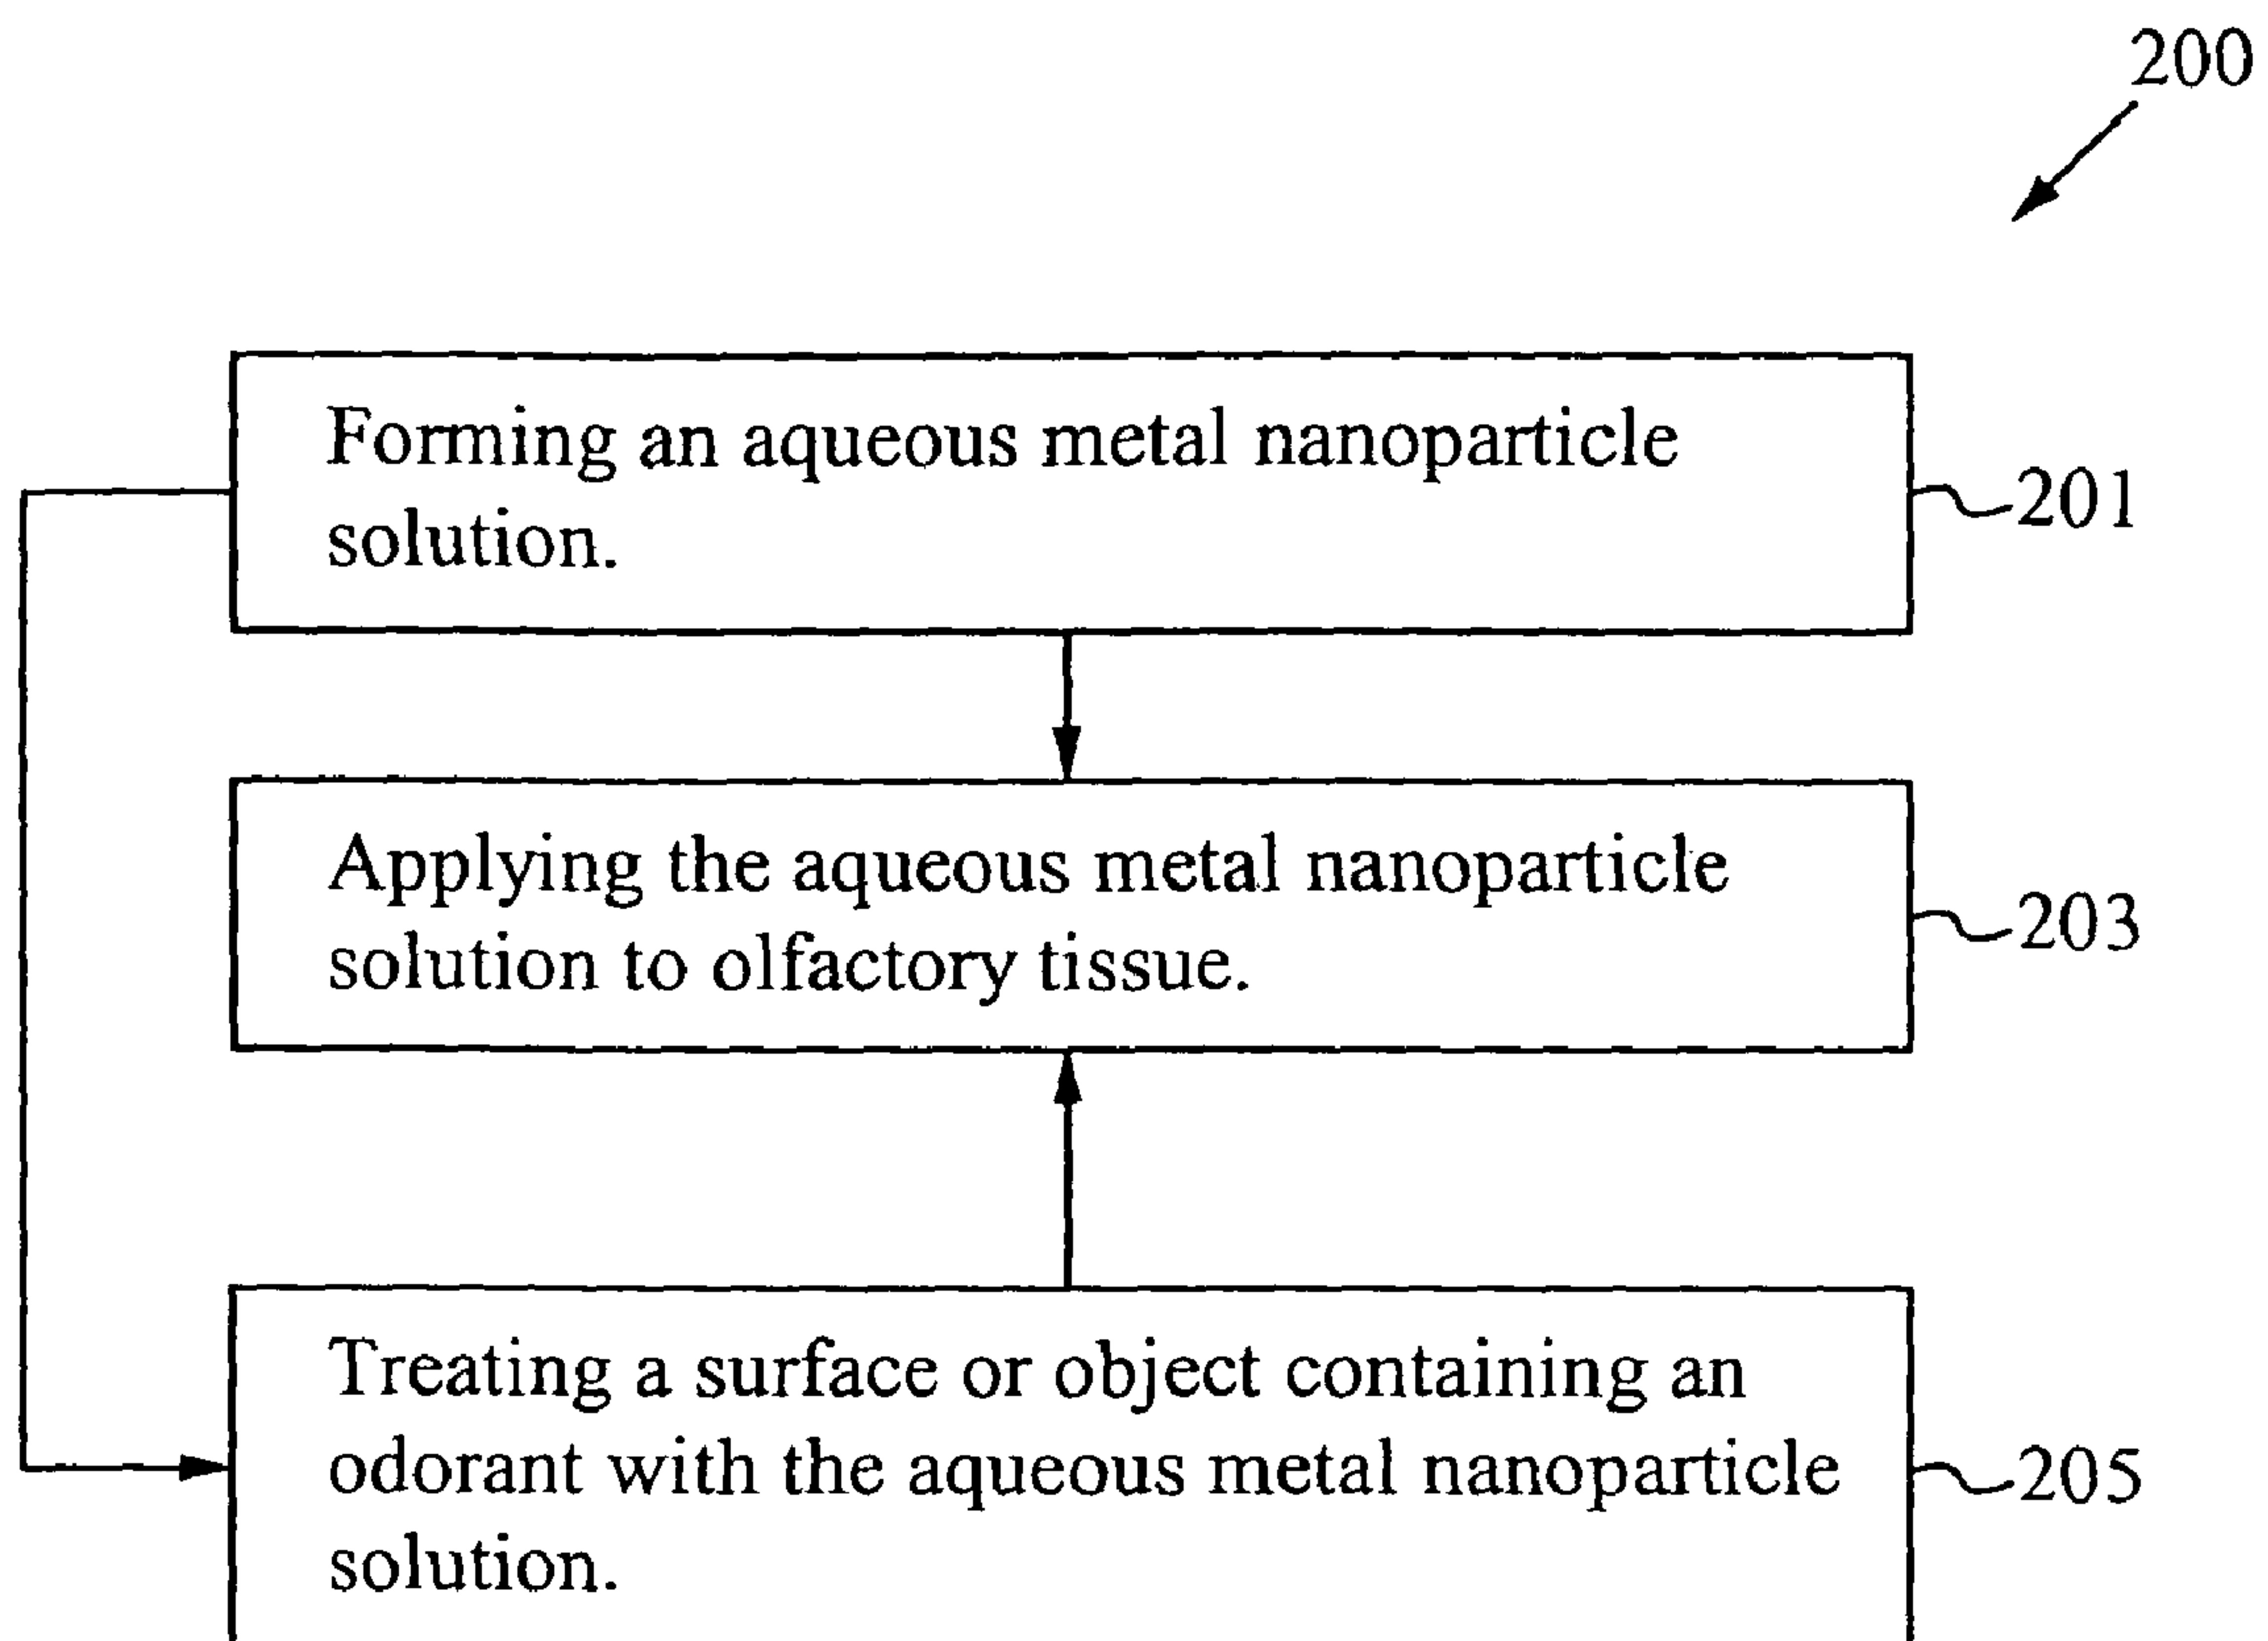 200
Forming an aqueous metal nanoparticle
solution.
201
Applying the aqueous metal nanoparticle
solution to olfactory tissue.
203
Treating a surface or object containing an
odorant with the aqueous metal nanoparticle
solution.
205